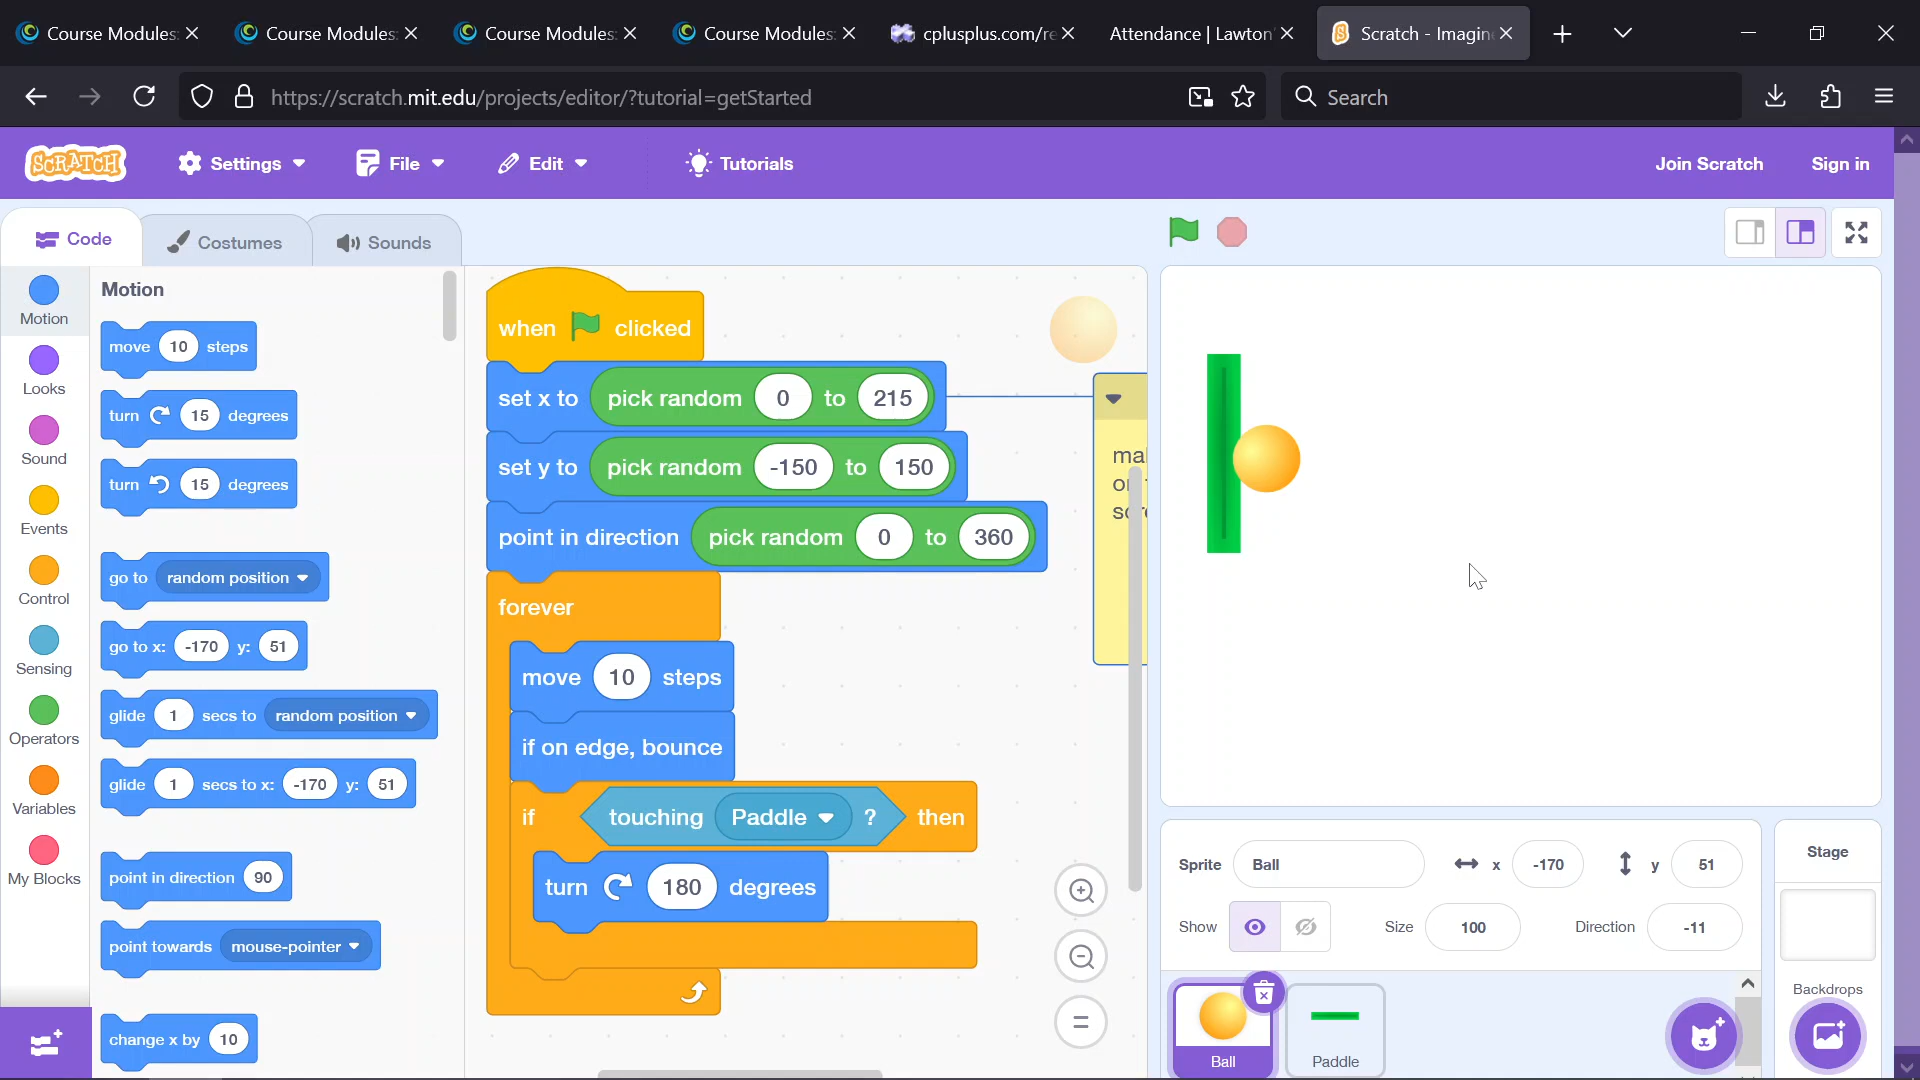 Course Modules:
Course Modules:
Course Modules:
Course Modules:
cplusplus.com/re
Attendance | Lawton
Scratch - Imagin
https://scratch.mit.edu/projects/editor/?tutorial=getStarted
Search
SCRATCH
Settings
File
Edit
Tutorials
Join Scratch
Sign in
Code
Costumes
Sounds
Motion
Looks
Sound
Events
Control
Sensing
Operators
Variables
My Blocks
Motion
move 10 steps
turn 15 degrees
turn 15 degrees
go to random position
go to x: -170 y: 51
glide 1 secs to random position
glide 1 secs to x: -170 y: 51
point in direction 90
point towards mouse-pointer
change x by 10
when clicked
set x to pick random 0 to 215
set y to pick random -150 to 150
point in direction pick random 0 to 360
forever
move 10 steps
if on edge, bounce
if touching Paddle ? then
turn 180 degrees
Sprite Ball x -170 y 51
Show Size 100 Direction -11
Ball
Paddle
Stage
Backdrops